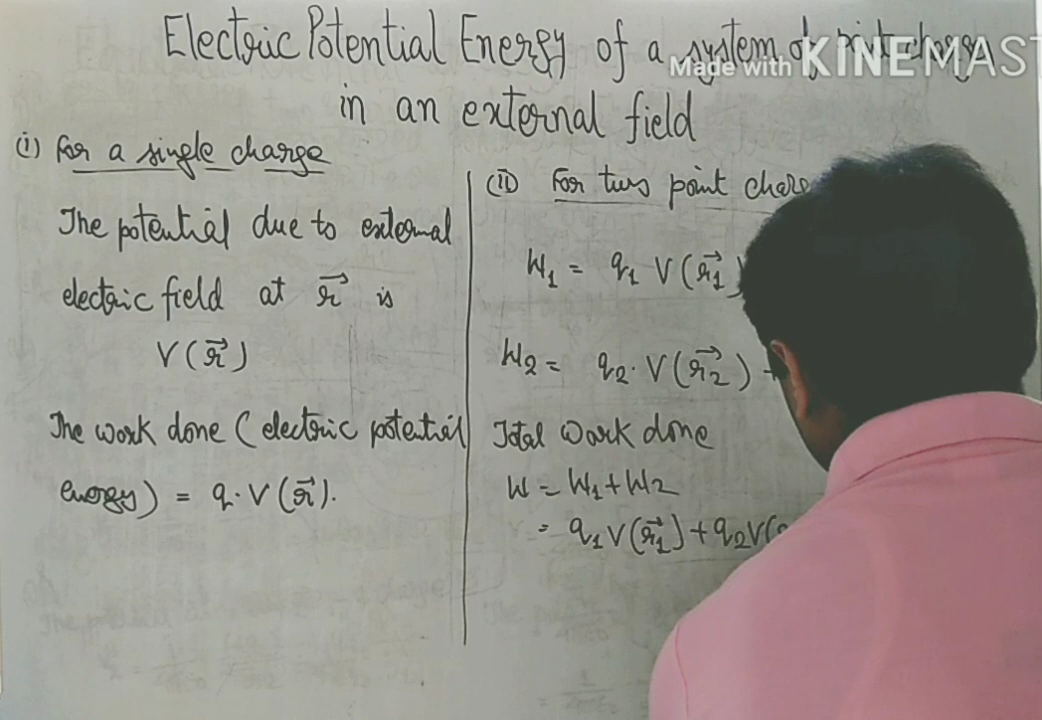 Electric Potential Energy of a system of point charge
Made with KINEMAST
in an external field
(i) For a single charge
The potential due to external
electric field at r⃗ is
V(r⃗)
The work done (electric potential
energy) = q·V(r⃗).
(ii) For two point char
W₁ = q₁ V(r⃗₁)
W₂ = q₂·V(r⃗₂) +
Total work done
W = W₁+W₂
= q₁V(r⃗₁)+q₂V(